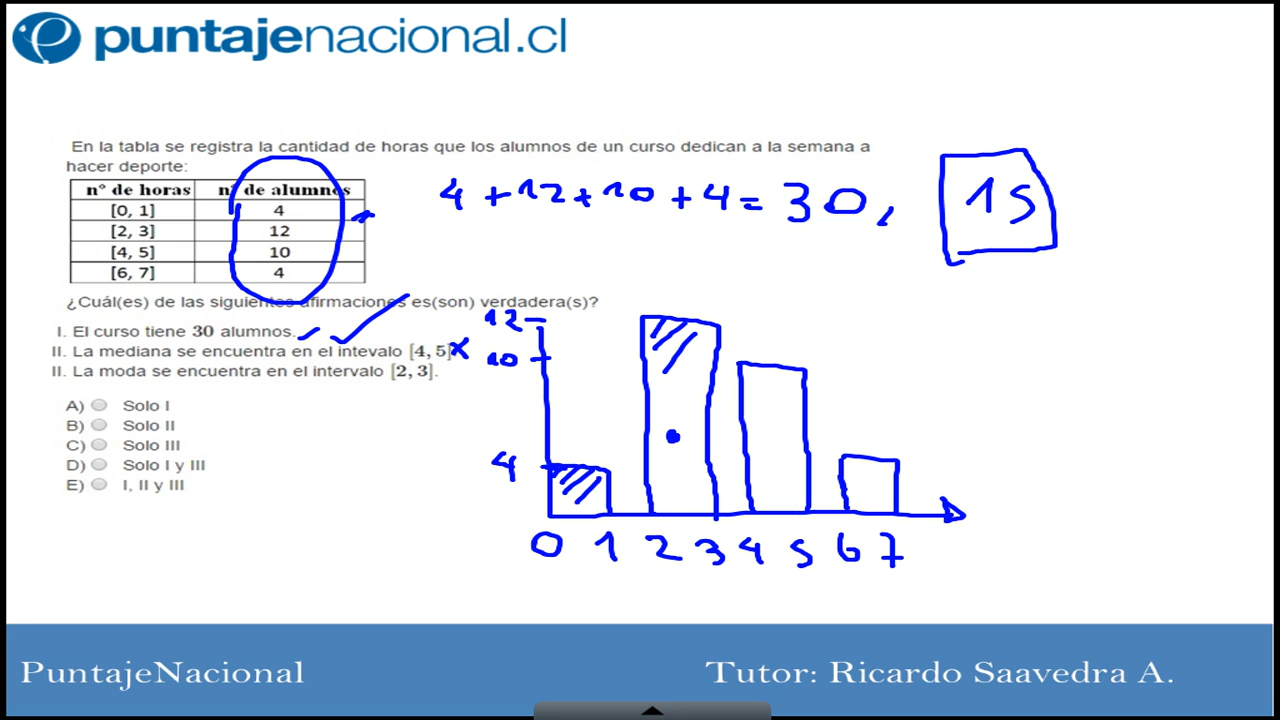 puntajenacional.cl
En la tabla se registra la cantidad de horas que los alumnos de un curso dedican a la semana a
hacer deporte:
n° de horas n° de alumnos
[0, 1] 4
[2, 3] 12
[4, 5] 10
[6, 7] 4
4 + 12 + 10 + 4 = 30,
15
¿Cuál(es) de las siguientes afirmaciones es(son) verdadera(s)?
I. El curso tiene 30 alumnos.
II. La mediana se encuentra en el intevalo [4, 5]
II. La moda se encuentra en el intervalo [2, 3].
A) Solo I
B) Solo II
C) Solo III
D) Solo I y III
E) I, II y III
12
10
4
0 1 2 3 4 5 6 7
PuntajeNacional
Tutor: Ricardo Saavedra A.